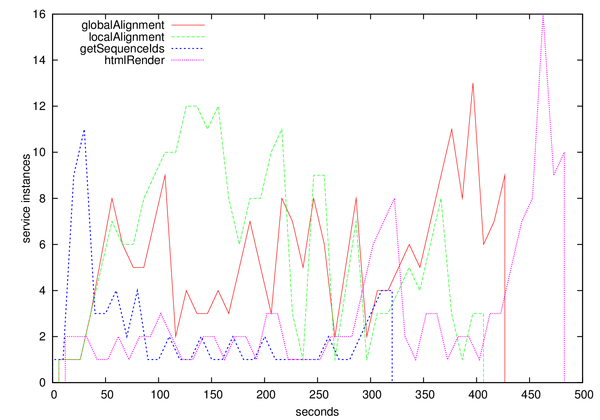 globalAlignment
localAlignment
getSequenceIds
htmlRender
16
14
12
10
8
6
4
2
0
service instances
0 50 100 150 200 250 300 350 400 450 500
seconds